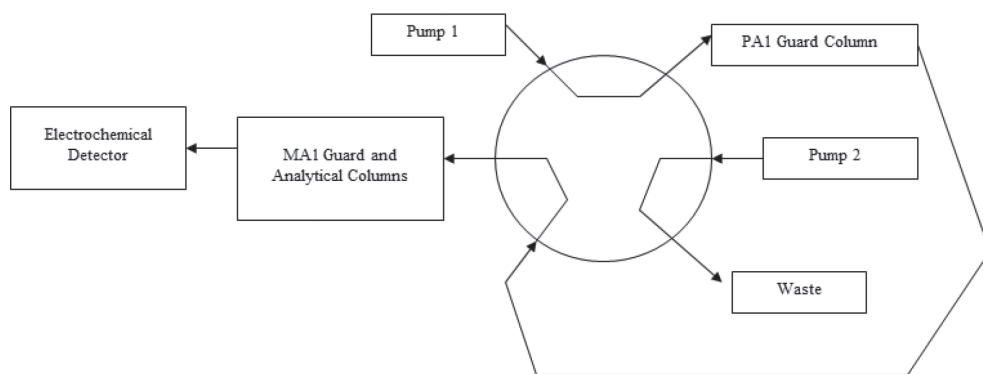 Pump 1
PA1 Guard Column
Electrochemical
Detector
MA1 Guard and
Analytical Columns
Pump 2
Waste